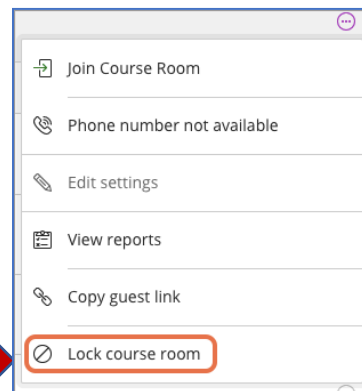 Join Course Room
Phone number not available
Edit settings
View reports
Copy guest link
Lock course room